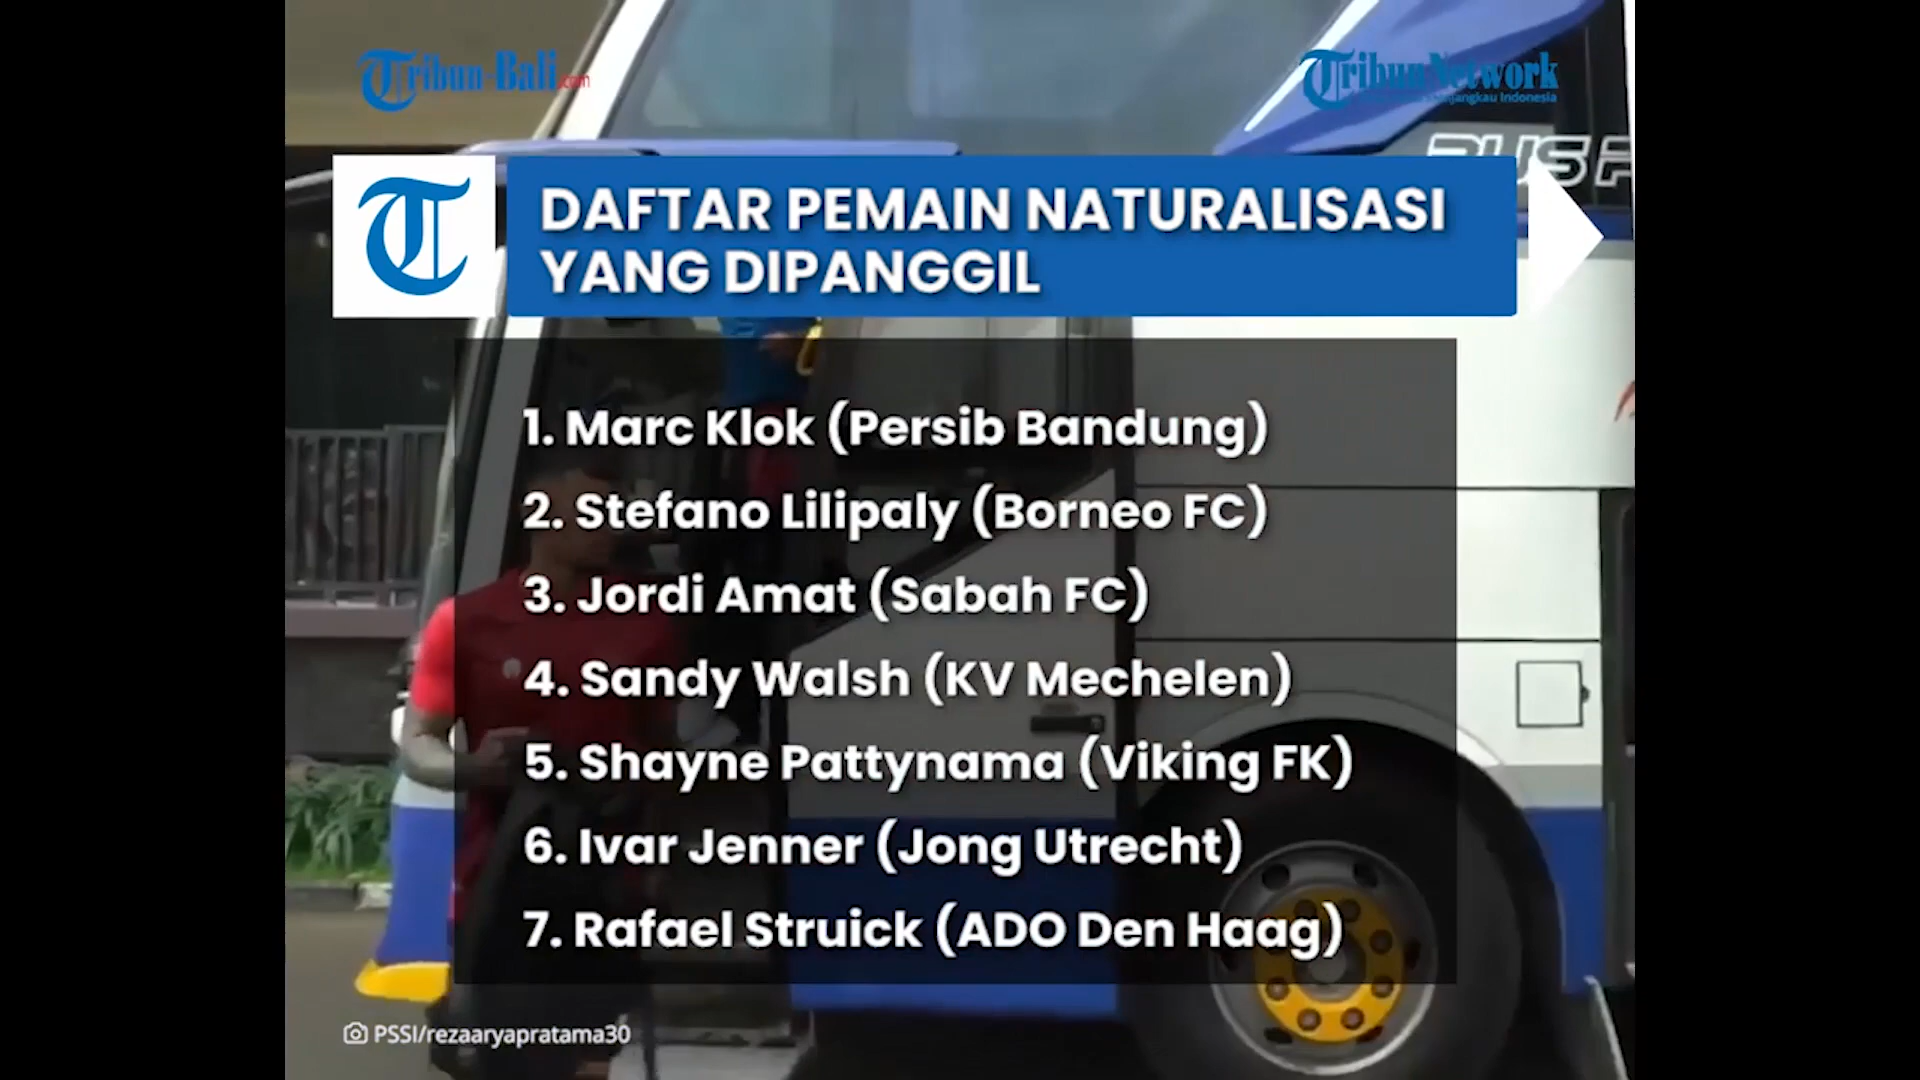 Tribun-Bali.com
Tribun Network
DAFTAR PEMAIN NATURALISASI
YANG DIPANGGIL
1. Marc Klok (Persib Bandung)
2. Stefano Lilipaly (Borneo FC)
3. Jordi Amat (Sabah FC)
4. Sandy Walsh (KV Mechelen)
5. Shayne Pattynama (Viking FK)
6. Ivar Jenner (Jong Utrecht)
7. Rafael Struick (ADO Den Haag)
PSSI/rezaaryapratama30